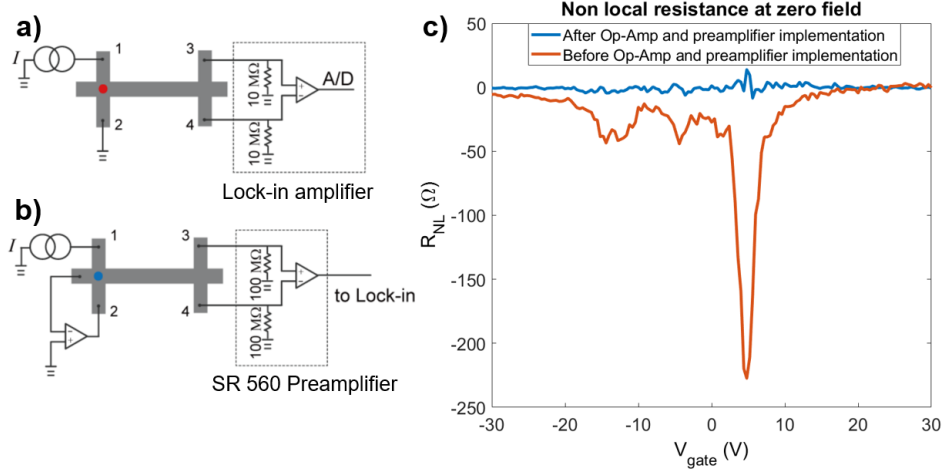 a)
I
1
2
3
4
10 MΩ
10 MΩ
+
−
A/D
Lock-in amplifier
b)
I
1
2
−
+
3
4
100 MΩ
100 MΩ
+
−
to Lock-in
SR 560 Preamplifier
c)
Non local resistance at zero field
After Op-Amp and preamplifier implementation
Before Op-Amp and preamplifier implementation
50
0
-50
-100
-150
-200
-250
R_NL (Ω)
-30
-20
-10
0
10
20
30
V_gate (V)